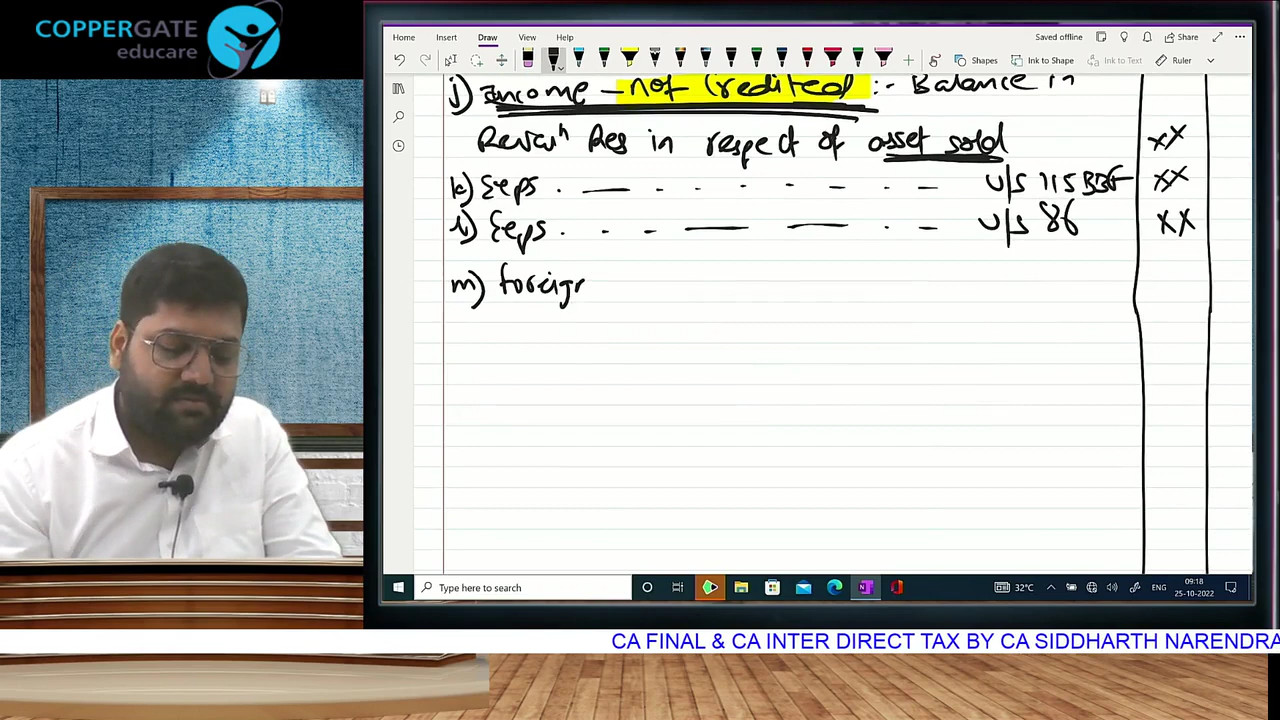 COPPERGATE
educare
Saved offline
Home Insert Draw View Help Share
Shapes Ink to Shape Ink to Text Ruler
j) Income - not Credited :- Balance in
Revaln Res in respect of asset sold XX
k) Exps . — . . . . - . — u/s 115BBF XX
l) Exps . . . - — — . — u/s 86 XX
m) foreign
Type here to search
32°C ENG 09:18
25-10-2022
CA FINAL & CA INTER DIRECT TAX BY CA SIDDHARTH NARENDRA